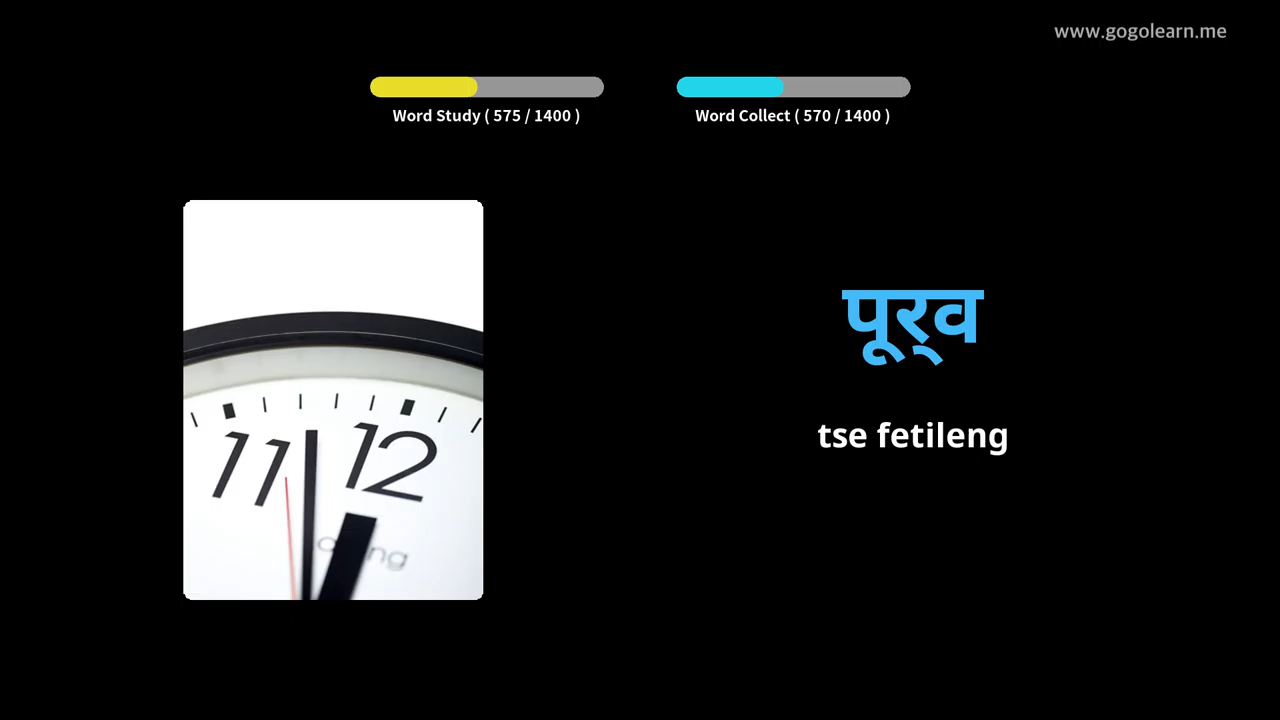 www.gogolearn.me
Word Study ( 575 / 1400 )
Word Collect ( 570 / 1400 )
पूर्व
tse fetileng
11 12